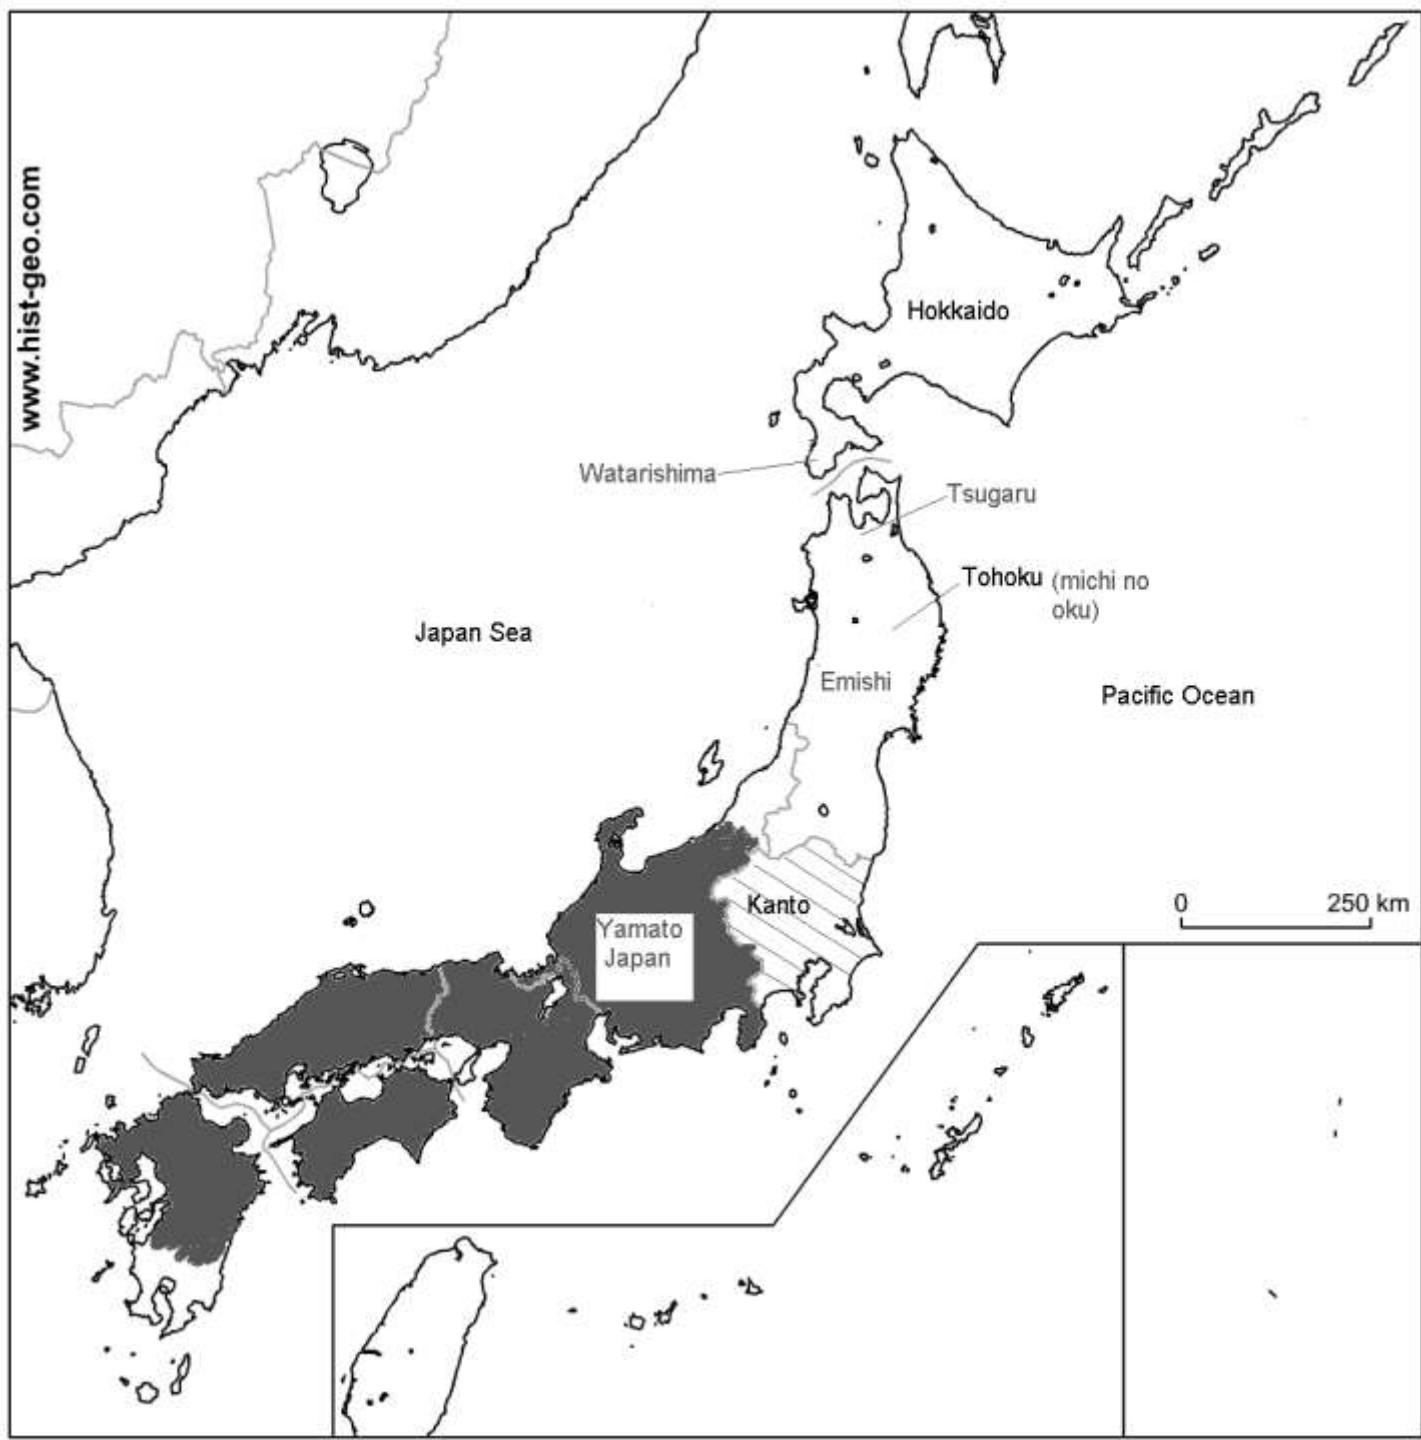 www.hist-geo.com
Hokkaido
Watarishima
Tsugaru
Tohoku (michi no
oku)
Japan Sea
Emishi
Pacific Ocean
Kanto
0 250 km
Yamato
Japan